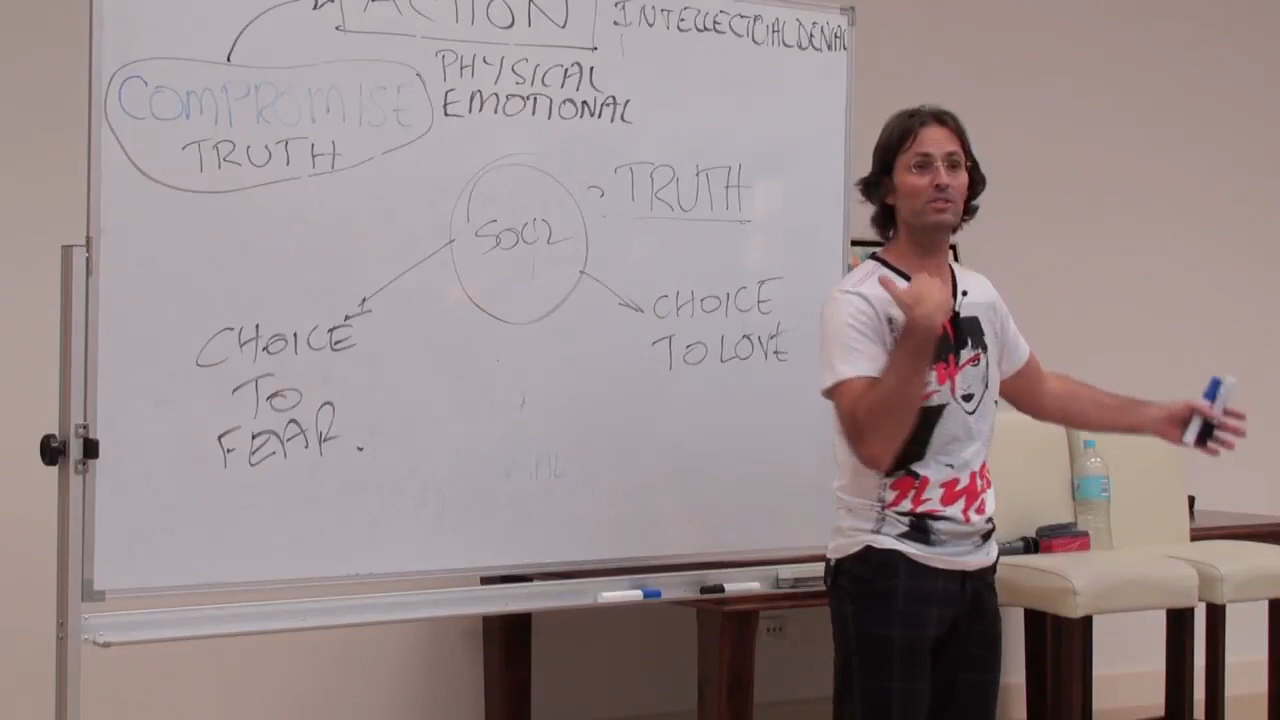 ACTION
INTELLECTUAL DENIAL
COMPROMISE
TRUTH
PHYSICAL
EMOTIONAL
SOUL
TRUTH
CHOICE
TO
FEAR.
CHOICE
TO LOVE